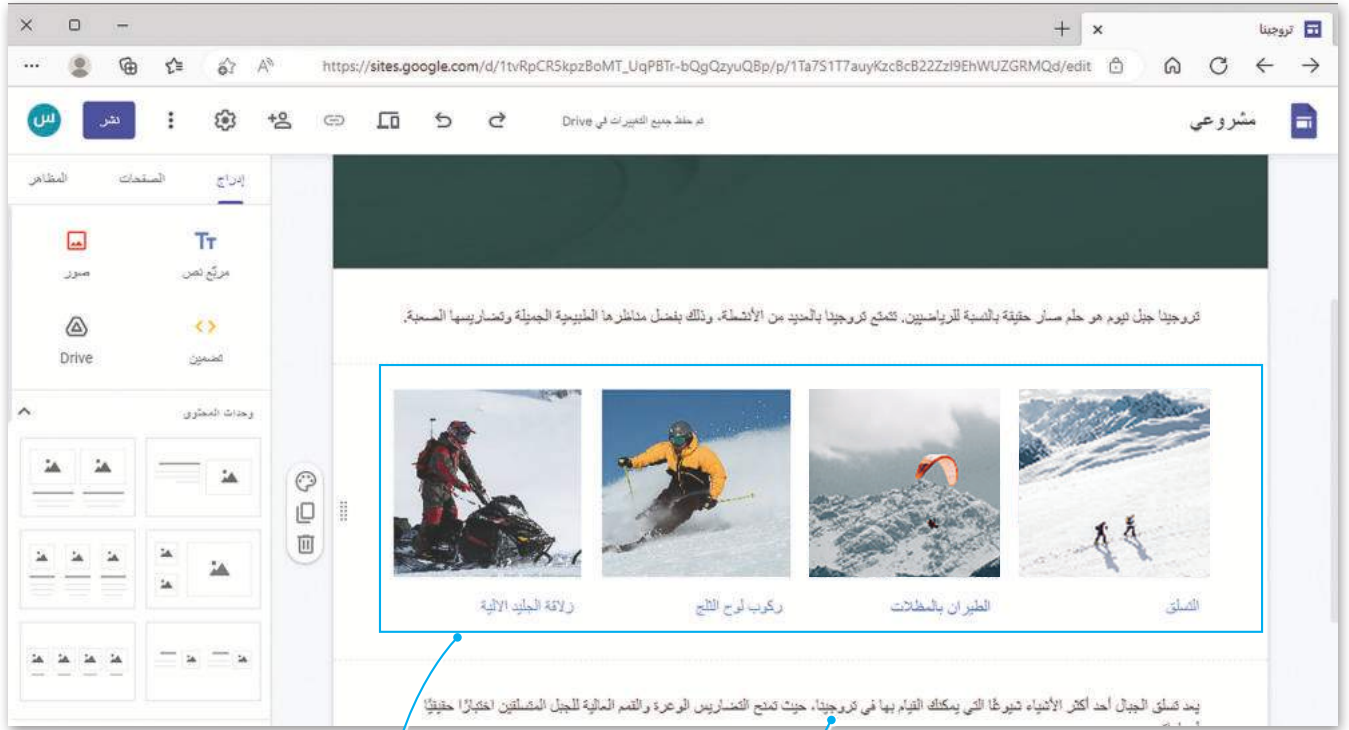 تروجينا
https://sites.google.com/d/1tvRpCR5kpzBoMT_UqPBTr-bQgQzyuQBp/p/1Ta7S1T7auyKzcBcB22Zzl9EhWUZGRMQd/edit
مشروعي
تم حفظ جميع التغييرات في Drive
نشر
س
إدراج
الصفحات
المظاهر
مربّع نص
صور
تضمين
Drive
وحدات المحتوى
تروجينا جبل نيوم هو حلم صار حقيقة بالنسبة للرياضيين. تتمتع تروجينا بالعديد من الأنشطة، وذلك بفضل مناظرها الطبيعية الجميلة وتضاريسها الصعبة.
التسلق
الطيران بالمظلات
ركوب لوح الثلج
زلاقة الجليد الآلية
يعد تسلق الجبال أحد أكثر الأشياء شيوعًا التي يمكنك القيام بها في تروجينا، حيث تمنح التضاريس الوعرة والقمم العالية للجبل المتسلقين اختبارًا حقيقيًا